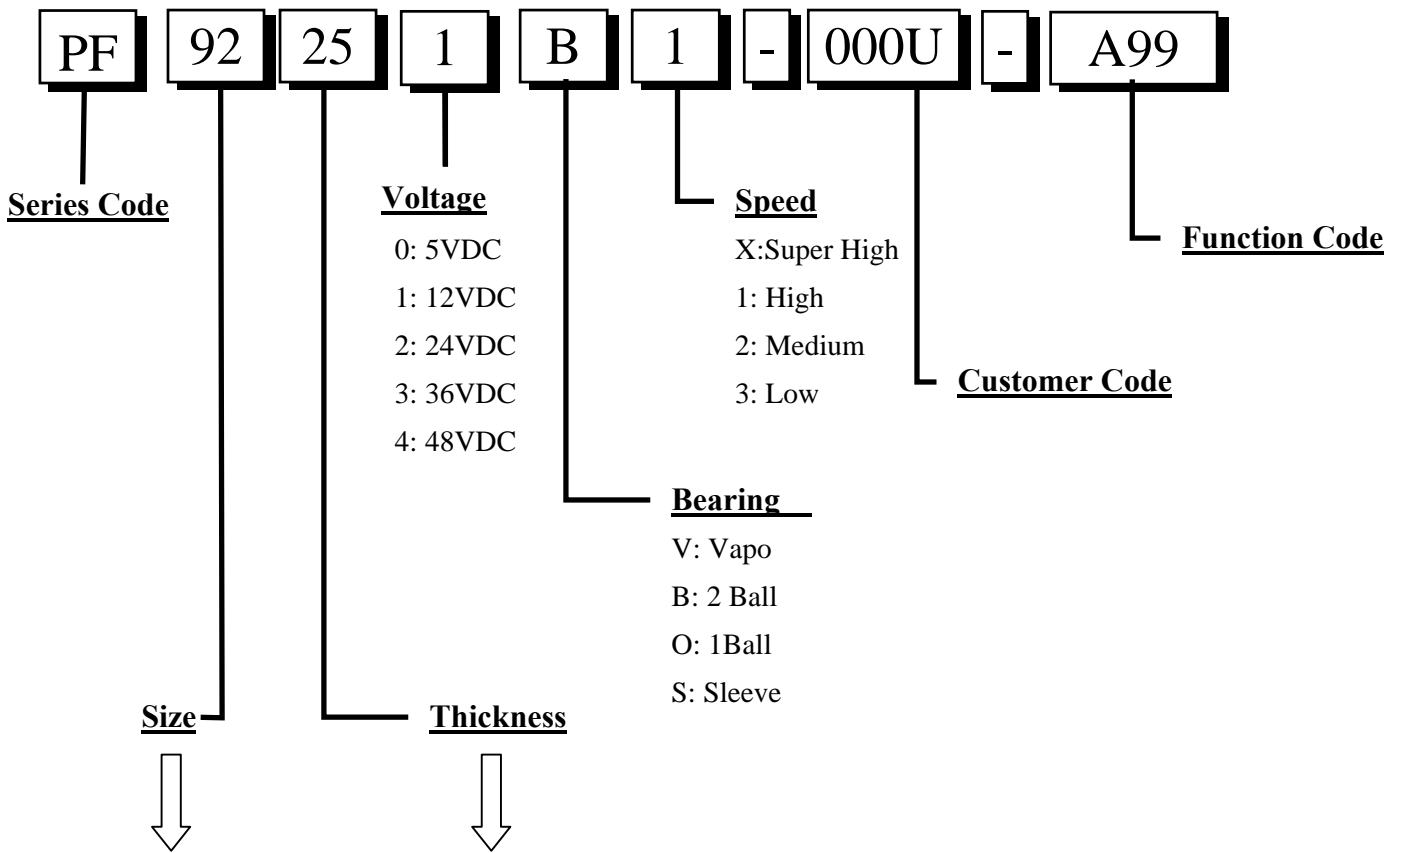 PF 92 25 1 B 1 - 000U - A99
Series Code
Voltage
0: 5VDC
1: 12VDC
2: 24VDC
3: 36VDC
4: 48VDC
Speed
X:Super High
1: High
2: Medium
3: Low
Function Code
Customer Code
Bearing
V: Vapo
B: 2 Ball
O: 1Ball
S: Sleeve
Size
Thickness